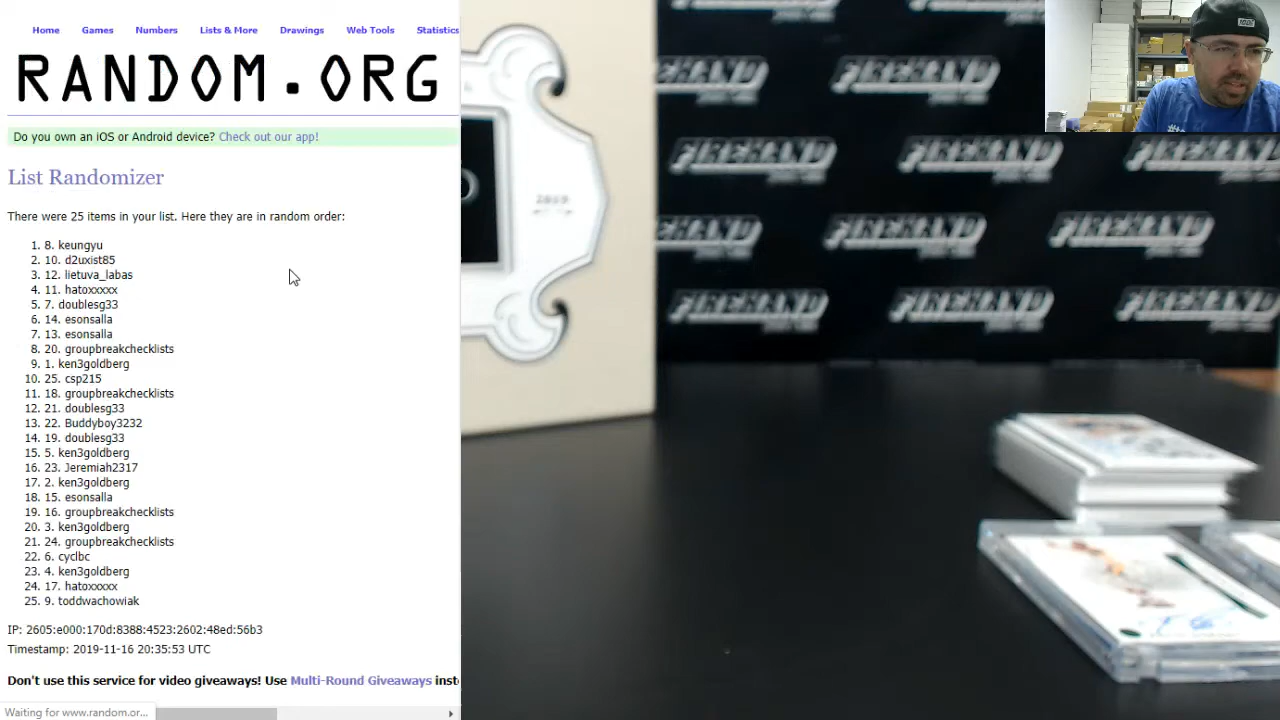 Home Games Numbers Lists & More Drawings Web Tools Statistics
RANDOM.ORG
Do you own an iOS or Android device? Check out our app!
List Randomizer
There were 25 items in your list. Here they are in random order:
1. 8. keungyu
2. 10. d2uxist85
3. 12. lietuva_labas
4. 11. hatoxxxxx
5. 7. doublesg33
6. 14. esonsalla
7. 13. esonsalla
8. 20. groupbreakchecklists
9. 1. ken3goldberg
10. 25. csp215
11. 18. groupbreakchecklists
12. 21. doublesg33
13. 22. Buddyboy3232
14. 19. doublesg33
15. 5. ken3goldberg
16. 23. Jeremiah2317
17. 2. ken3goldberg
18. 15. esonsalla
19. 16. groupbreakchecklists
20. 3. ken3goldberg
21. 24. groupbreakchecklists
22. 6. cyclbc
23. 4. ken3goldberg
24. 17. hatoxxxxx
25. 9. toddwachowiak
IP: 2605:e000:170d:8388:4523:2602:48ed:56b3
Timestamp: 2019-11-16 20:35:53 UTC
Don't use this service for video giveaways! Use Multi-Round Giveaways inst
Waiting for www.random.or...
FIREHAND
FIREHAND
FIREHAND
FIREHAND
FIREHAND
FIREHAND
FIREHAND
FIREHAND
FIREHAND
FIREHAND
FIREHAND
2019